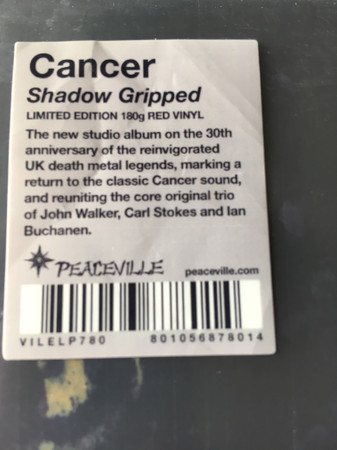 Cancer
Shadow Gripped
LIMITED EDITION 180g RED VINYL
The new studio album on the 30th
anniversary of the reinvigorated
UK death metal legends, marking a
return to the classic Cancer sound,
and reuniting the core original trio
of John Walker, Carl Stokes and Ian
Buchanen.
PEACEVILLE peaceville.com
VILELP780 801056878014